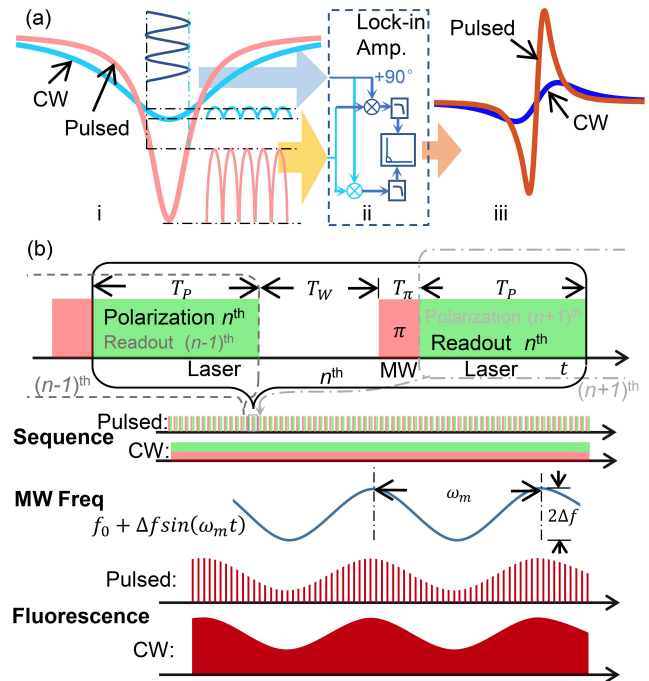 (a)
Lock-in
Amp.
+90°
CW
Pulsed
Pulsed
CW
i
ii
iii
(b)
T_P
T_W
T_π
T_P
Polarization n^th
Readout (n-1)^th
π
Polarization (n+1)^th
Readout n^th
Laser
n^th
MW
Laser
t
(n-1)^th
(n+1)^th
Pulsed:
Sequence
CW:
MW Freq
f_0 + Δfsin(ω_m t)
ω_m
2Δf
Pulsed:
Fluorescence
CW: